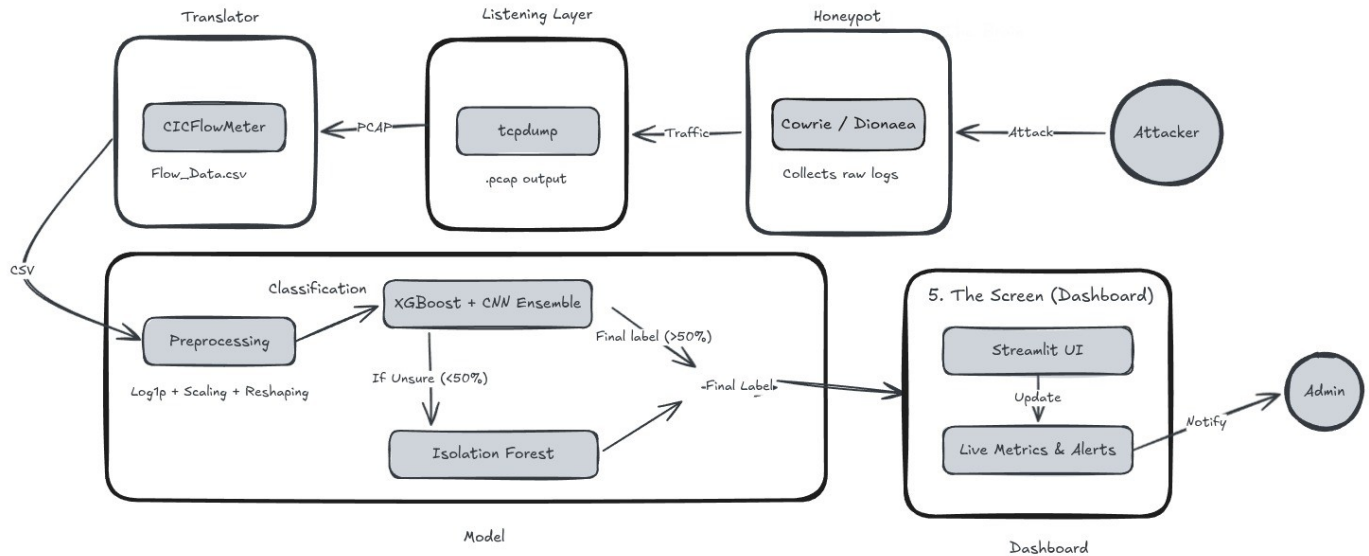 Translator
Listening Layer
Honeypot
CICFlowMeter
Flow_Data.csv
PCAP
tcpdump
.pcap output
Traffic
Cowrie / Dionaea
Collects raw logs
Attack
Attacker
CSV
Preprocessing
Log1p + Scaling + Reshaping
Classification
XGBoost + CNN Ensemble
If Unsure (<50%)
Isolation Forest
Final label (>50%)
Final Label
Model
5. The Screen (Dashboard)
Streamlit UI
Update
Live Metrics & Alerts
Dashboard
Notify
Admin